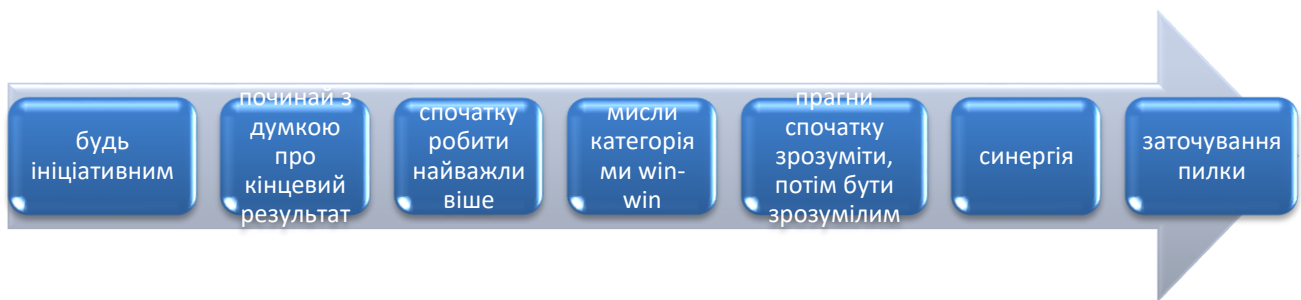 будь
ініціативним
починай з
думкою
про
кінцевий
результат
спочатку
робити
найважли
віше
мисли
категорія
ми win-
win
прагни
спочатку
зрозуміти,
потім бути
зрозумілим
синергія
заточування
пилки